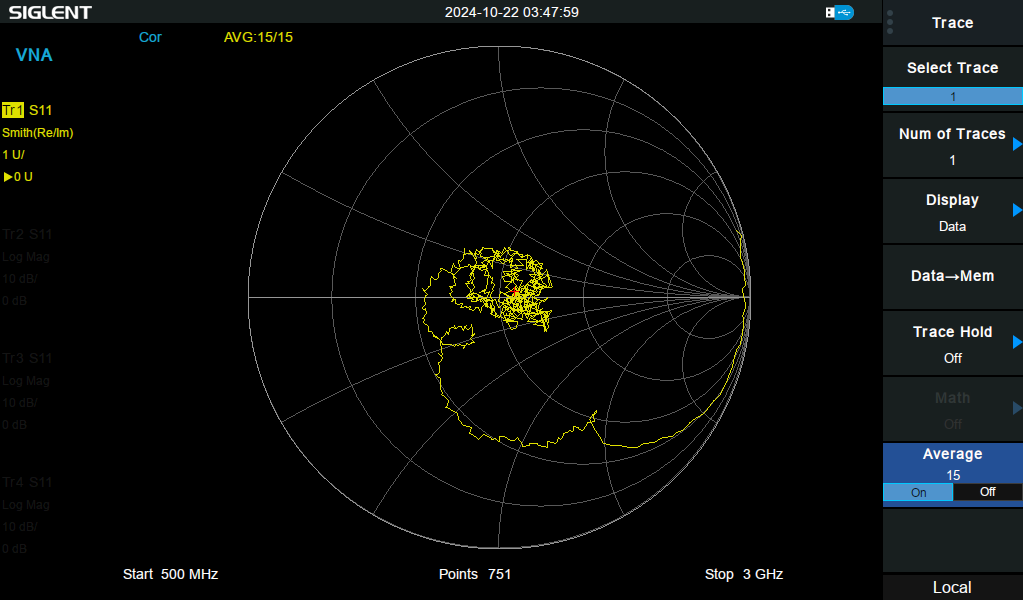 SIGLENT
2024-10-22 03:47:59
VNA
Cor
AVG:15/15
Tr1 S11
Smith(Re/Im)
1 U/
▶0 U
Tr2 S11
Log Mag
10 dB/
0 dB
Tr3 S11
Log Mag
10 dB/
0 dB
Tr4 S11
Log Mag
10 dB/
0 dB
Start 500 MHz
Points 751
Stop 3 GHz
Trace
Select Trace
1
Num of Traces
1
Display
Data
Data→Mem
Trace Hold
Off
Math
Off
Average
15
On Off
Local